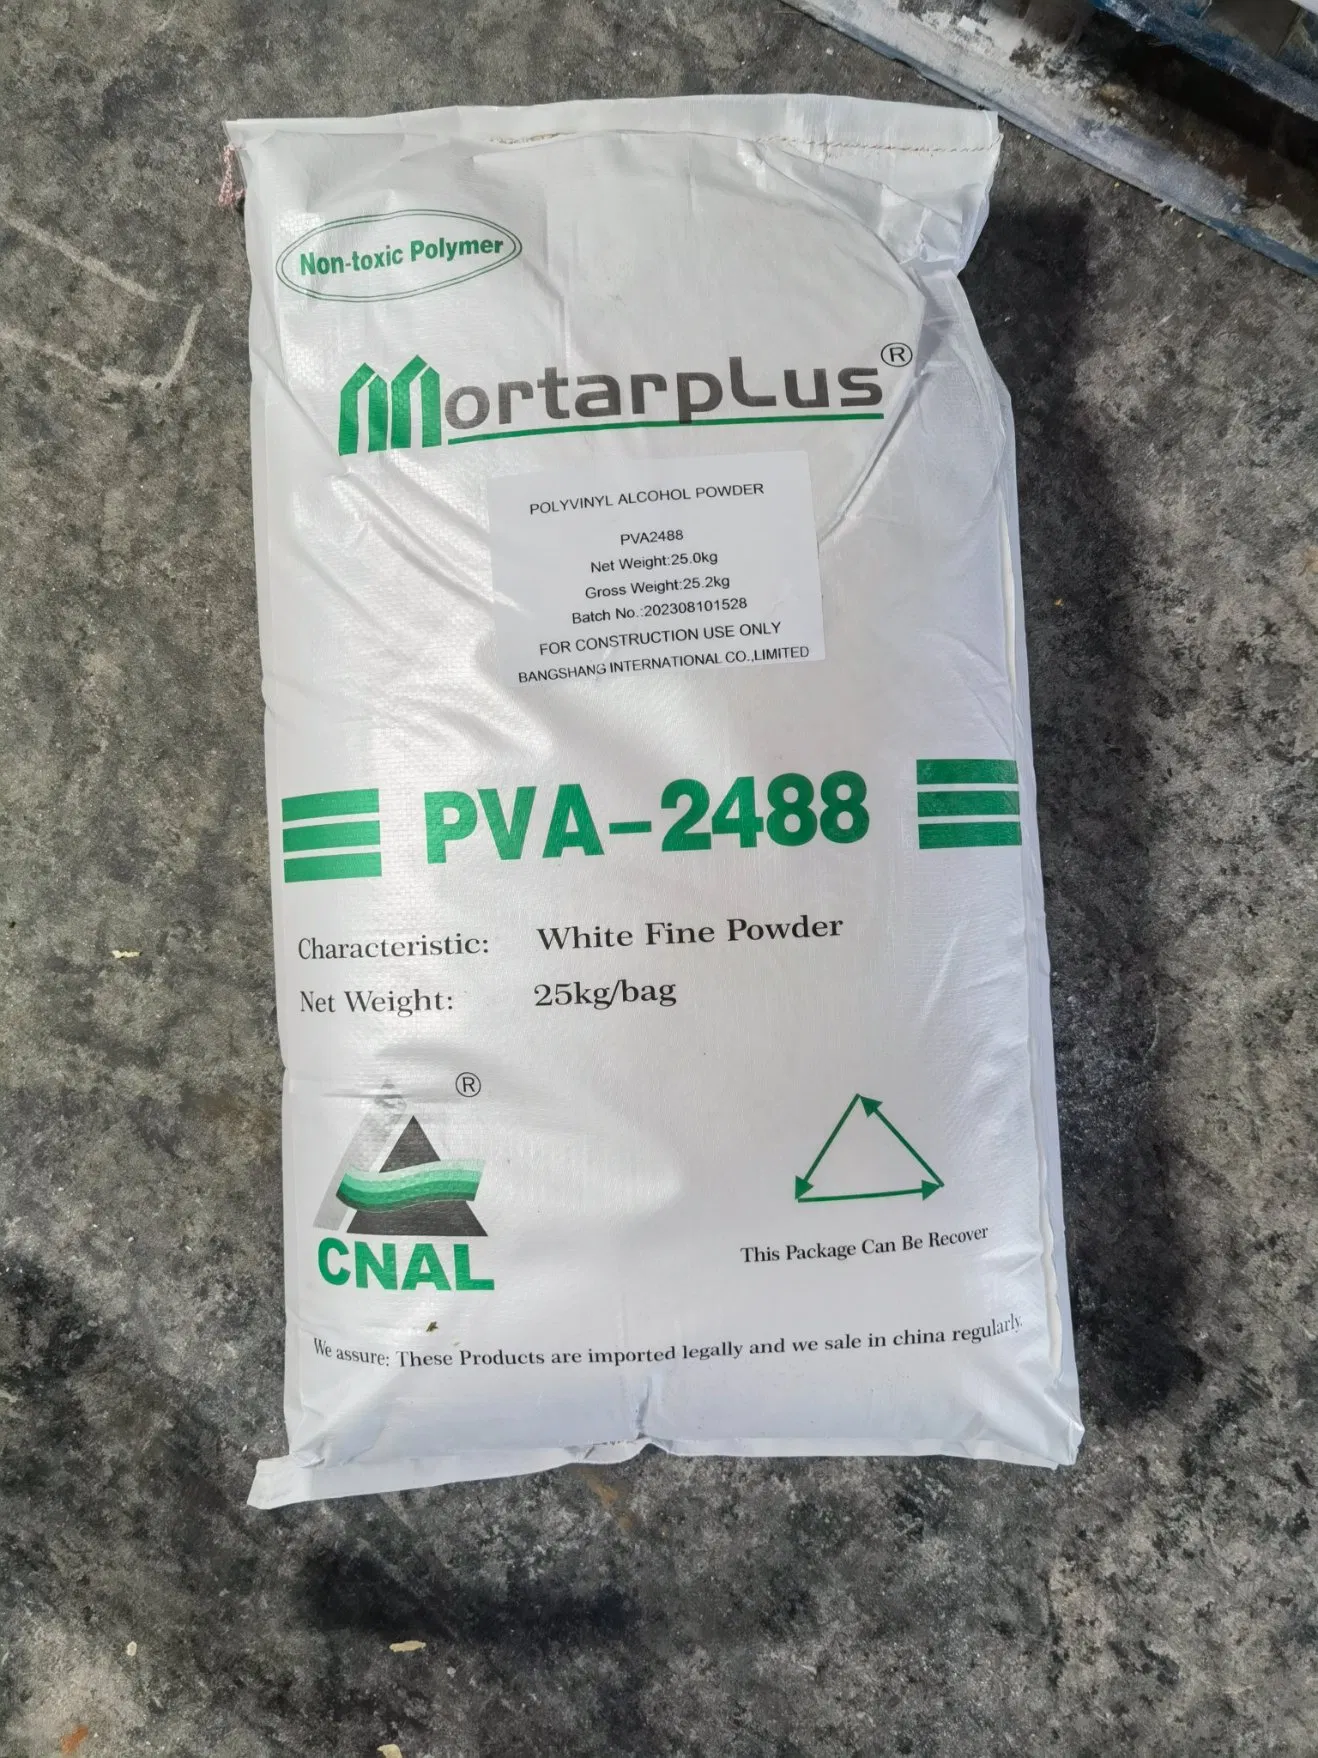 Non-toxic Polymer
Mortarplus®
POLYVINYL ALCOHOL POWDER
PVA2488
Net Weight:25.0kg
Gross Weight:25.2kg
Batch No.:202308101528
FOR CONSTRUCTION USE ONLY
BANGSHANG INTERNATIONAL CO.,LIMITED
PVA-2488
Characteristic: White Fine Powder
Net Weight: 25kg/bag
®
CNAL
This Package Can Be Recover
We assure: These Products are imported legally and we sale in china regularly.